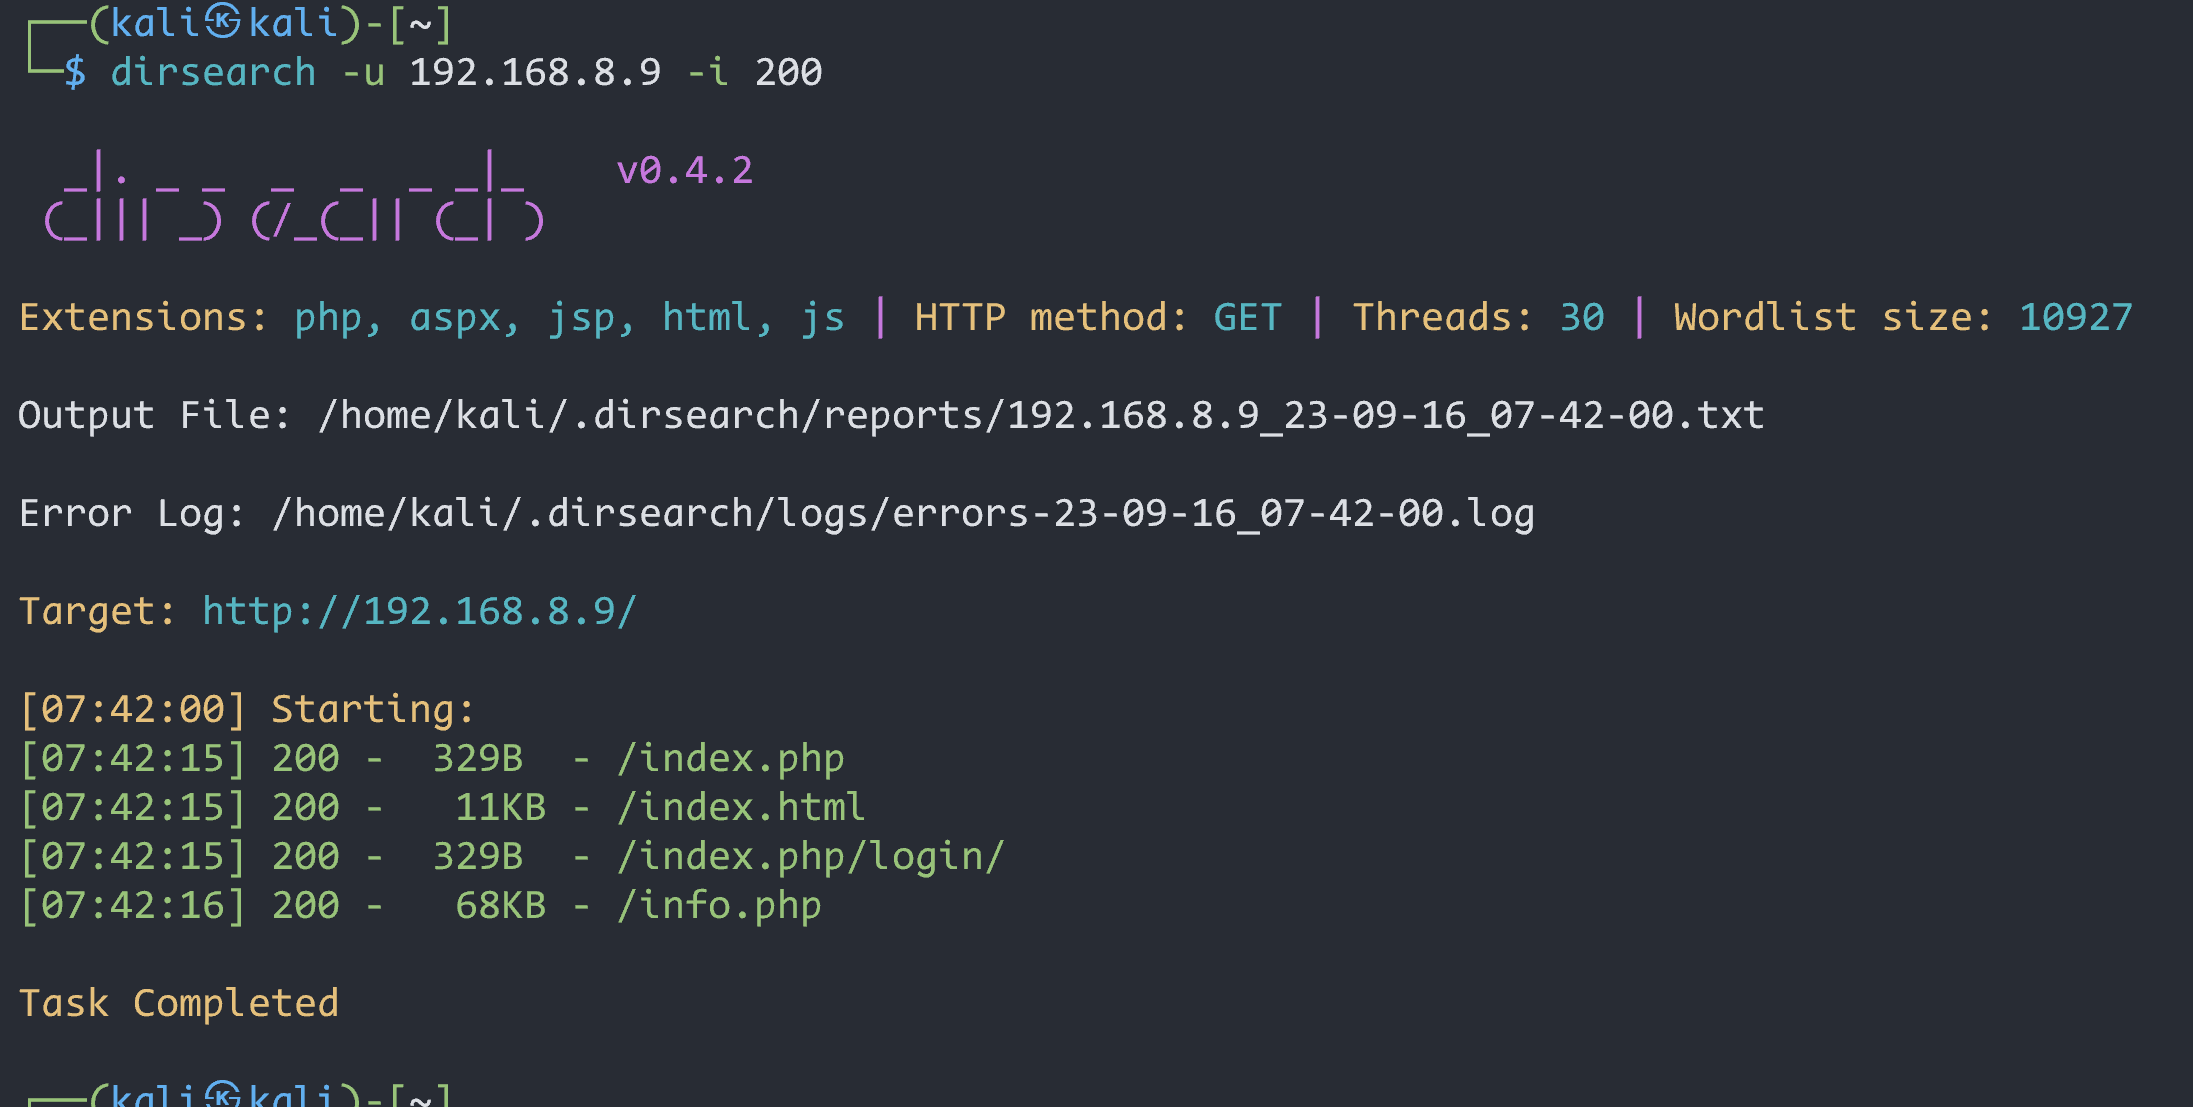 ┌──(kali㉿kali)-[~]
└─$ dirsearch -u 192.168.8.9 -i 200
  _|. _ _  _  _  _ _|_    v0.4.2
 (_||| _) (/_(_|| (_| )
Extensions: php, aspx, jsp, html, js | HTTP method: GET | Threads: 30 | Wordlist size: 10927
Output File: /home/kali/.dirsearch/reports/192.168.8.9_23-09-16_07-42-00.txt
Error Log: /home/kali/.dirsearch/logs/errors-23-09-16_07-42-00.log
Target: http://192.168.8.9/
[07:42:00] Starting:
[07:42:15] 200 -  329B  - /index.php
[07:42:15] 200 -   11KB - /index.html
[07:42:15] 200 -  329B  - /index.php/login/
[07:42:16] 200 -   68KB - /info.php
Task Completed
┌──(kali㉿kali)-[~]